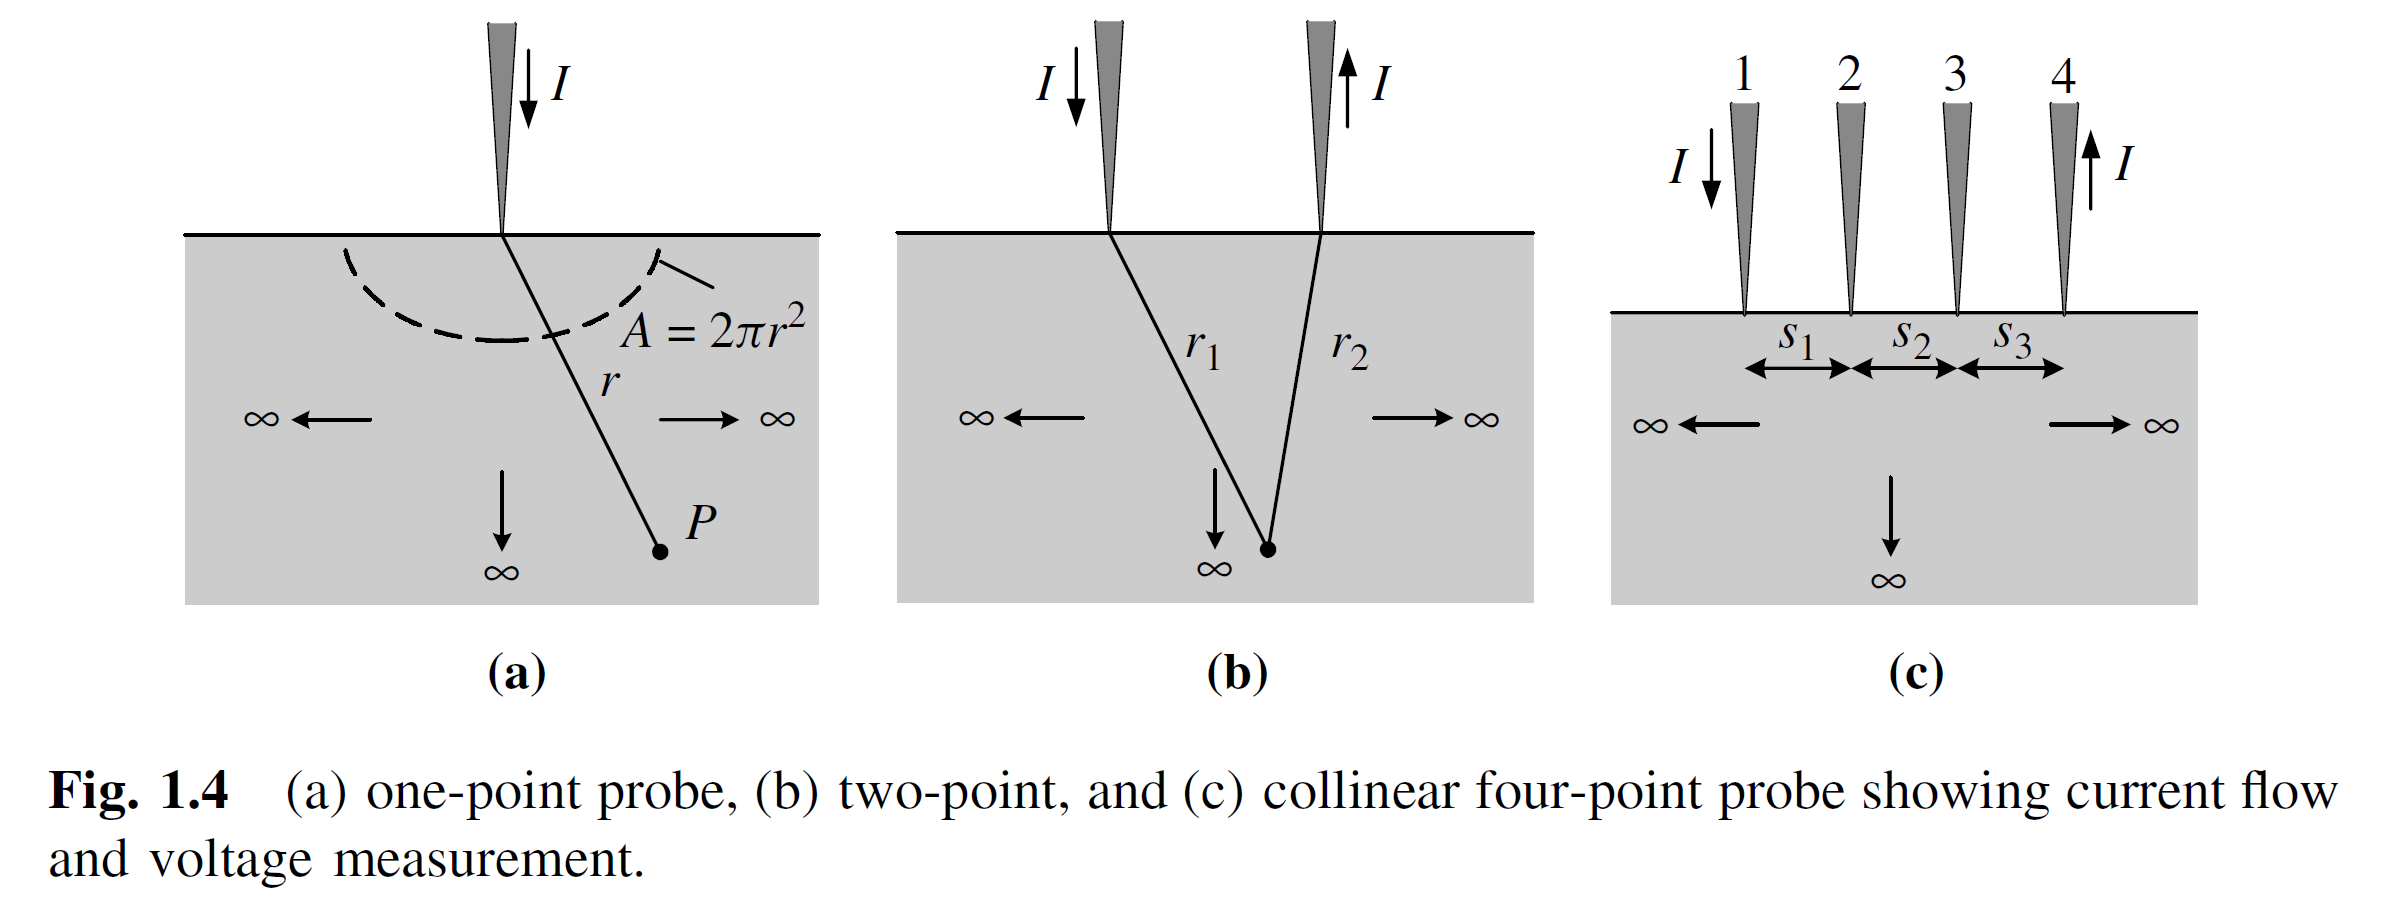 I
A = 2πr²
r
∞ ∞
P
∞
(a)
I I
r₁ r₂
∞ ∞
∞
(b)
1 2 3 4
I I
s₁ s₂ s₃
∞ ∞
∞
(c)
Fig. 1.4 (a) one-point probe, (b) two-point, and (c) collinear four-point probe showing current flow
and voltage measurement.